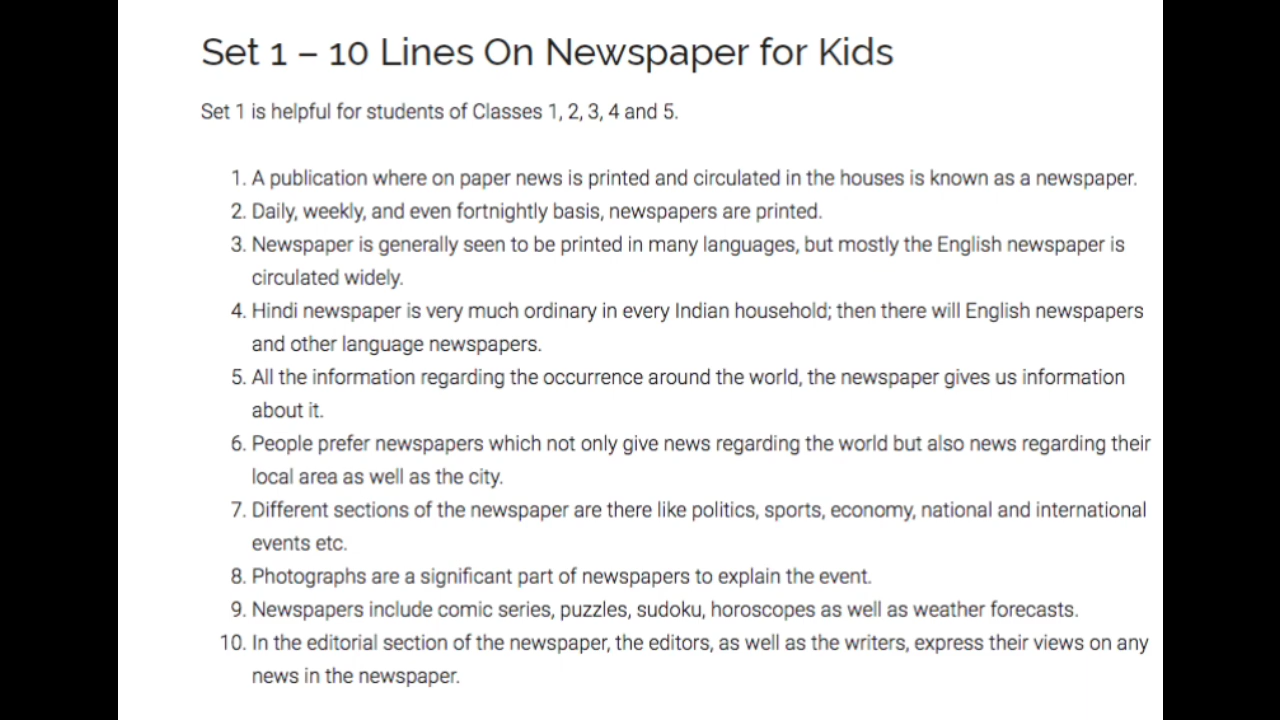 Set 1 – 10 Lines On Newspaper for Kids
Set 1 is helpful for students of Classes 1, 2, 3, 4 and 5.
1. A publication where on paper news is printed and circulated in the houses is known as a newspaper.
2. Daily, weekly, and even fortnightly basis, newspapers are printed.
3. Newspaper is generally seen to be printed in many languages, but mostly the English newspaper is
circulated widely.
4. Hindi newspaper is very much ordinary in every Indian household; then there will English newspapers
and other language newspapers.
5. All the information regarding the occurrence around the world, the newspaper gives us information
about it.
6. People prefer newspapers which not only give news regarding the world but also news regarding their
local area as well as the city.
7. Different sections of the newspaper are there like politics, sports, economy, national and international
events etc.
8. Photographs are a significant part of newspapers to explain the event.
9. Newspapers include comic series, puzzles, sudoku, horoscopes as well as weather forecasts.
10. In the editorial section of the newspaper, the editors, as well as the writers, express their views on any
news in the newspaper.